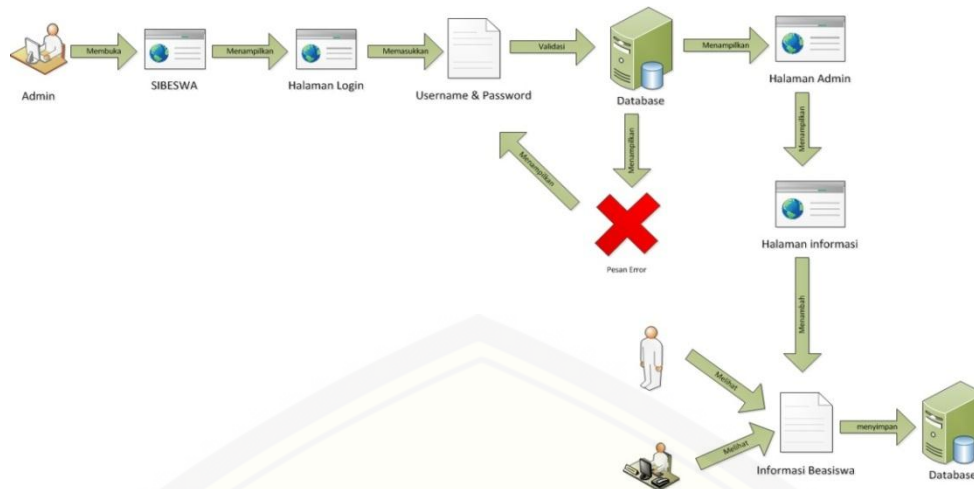 Membuka
Menampilkan
Memasukkan
Validasi
Menampilkan
Admin
SIBESWA
Halaman Login
Username & Password
Database
Halaman Admin
Menampilkan
Menampilkan
Menampilkan
Pesan Error
Halaman informasi
Menambah
Melihat
Melihat
menyimpan
Informasi Beasiswa
Database